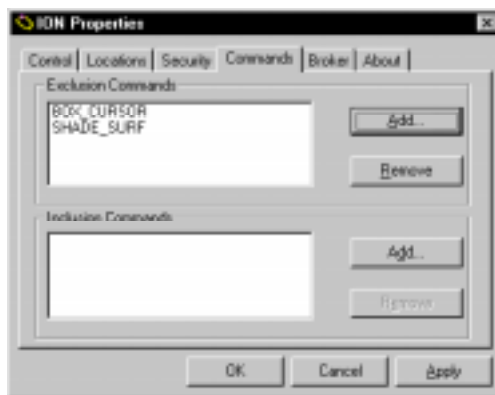 ION Properties
Control Locations Security Commands Broker About
Exclusion Commands
BOX_CURSOR
SHADE_SURF
Add...
Remove
Inclusion Commands
Add...
Remove
OK Cancel Apply